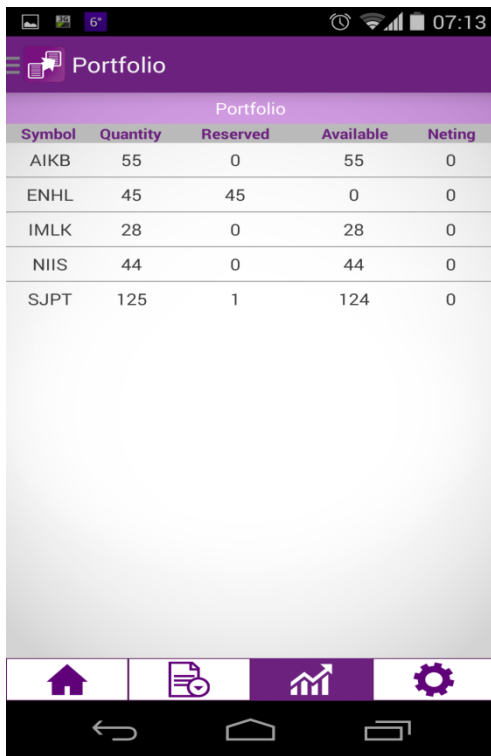 6° 07:13
Portfolio
Portfolio
Symbol Quantity Reserved Available Neting
AIKB 55 0 55 0
ENHL 45 45 0 0
IMLK 28 0 28 0
NIIS 44 0 44 0
SJPT 125 1 124 0